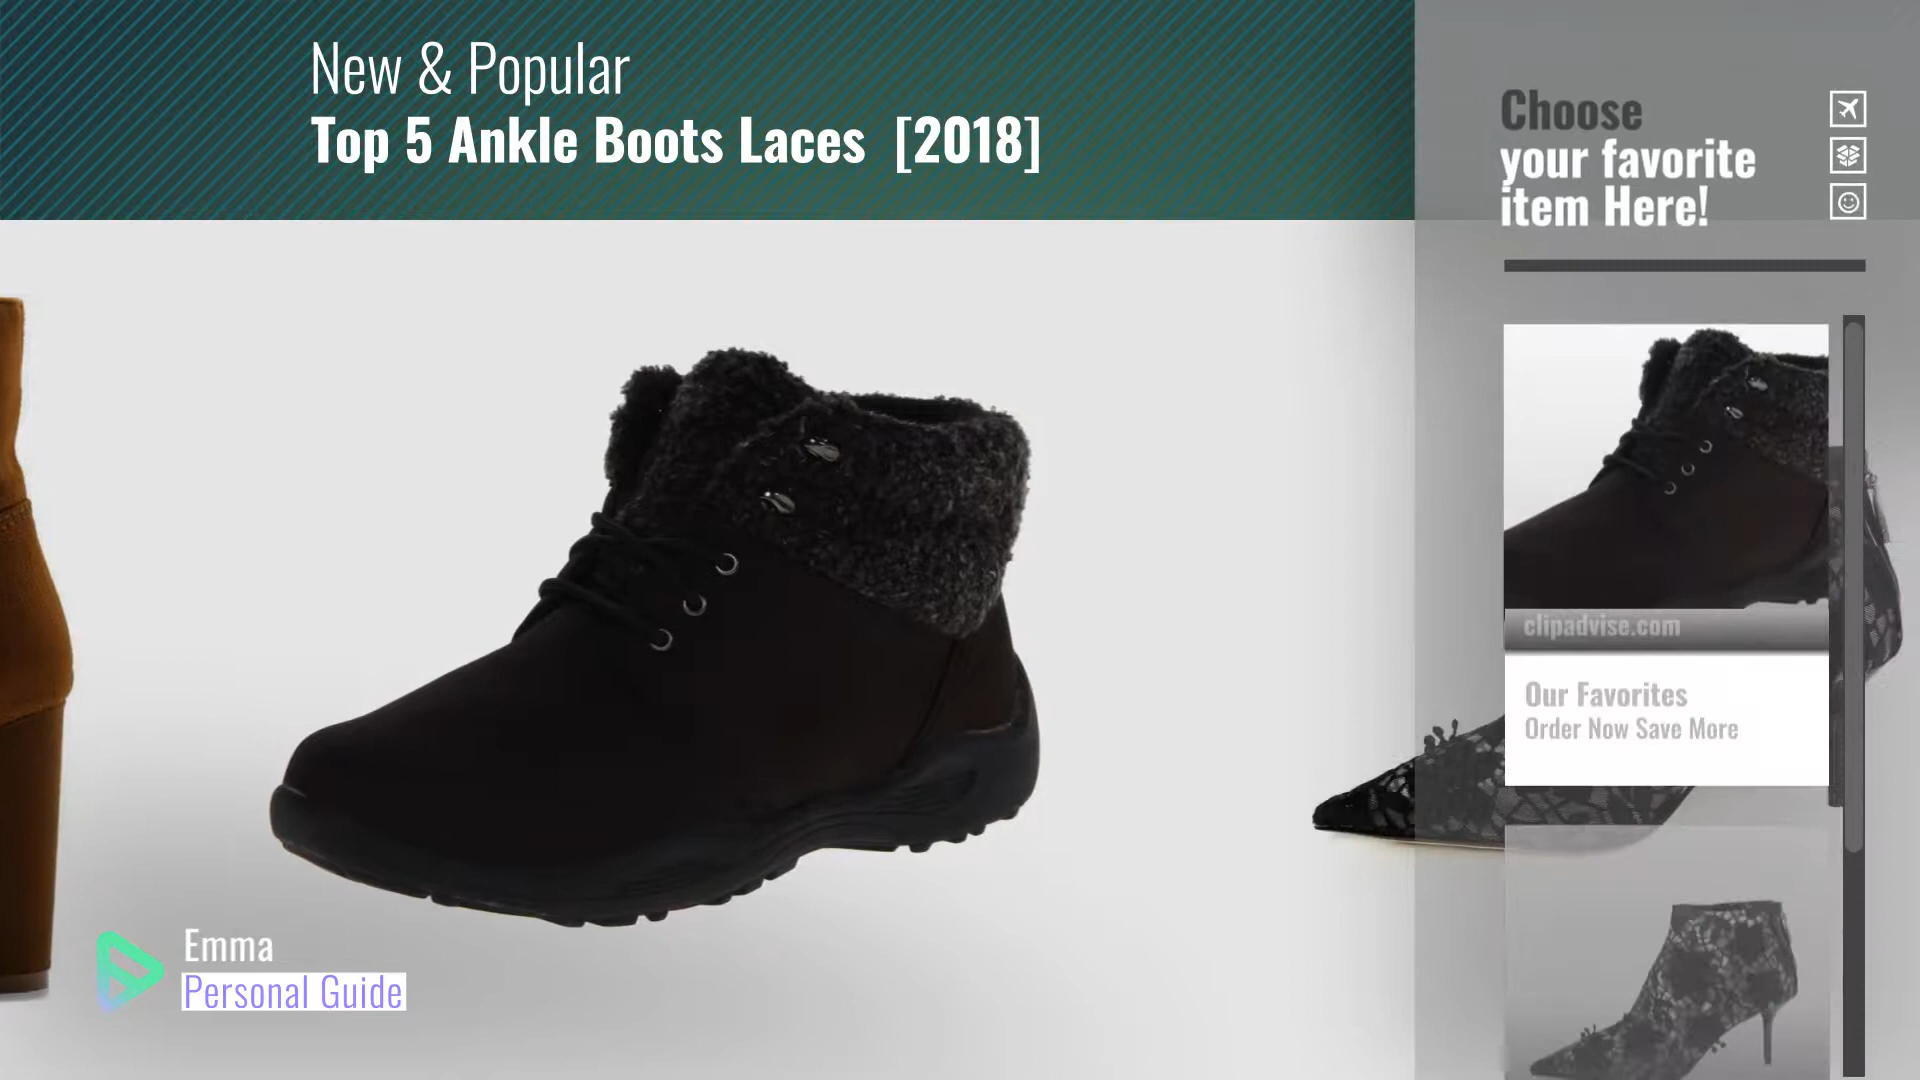 New & Popular
Top 5 Ankle Boots Laces [2018]
Choose
your favorite
item Here!
clipadvise.com
Our Favorites
Order Now Save More
Emma
Personal Guide